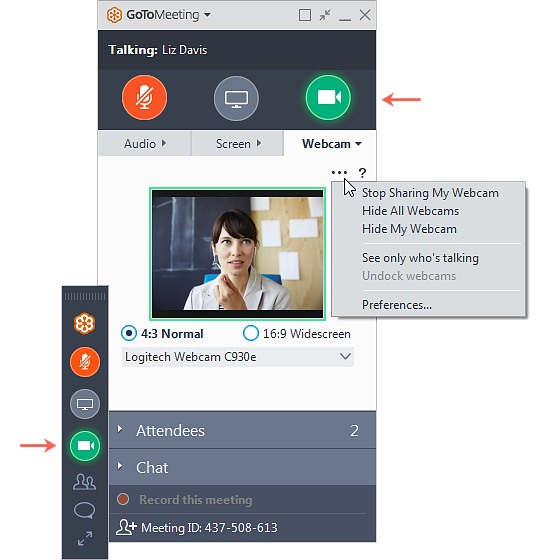 GoToMeeting
Talking: Liz Davis
Audio
Screen
Webcam
... ?
Stop Sharing My Webcam
Hide All Webcams
Hide My Webcam
See only who's talking
Undock webcams
Preferences...
4:3 Normal
16:9 Widescreen
Logitech Webcam C930e
Attendees 2
Chat
Record this meeting
Meeting ID: 437-508-613